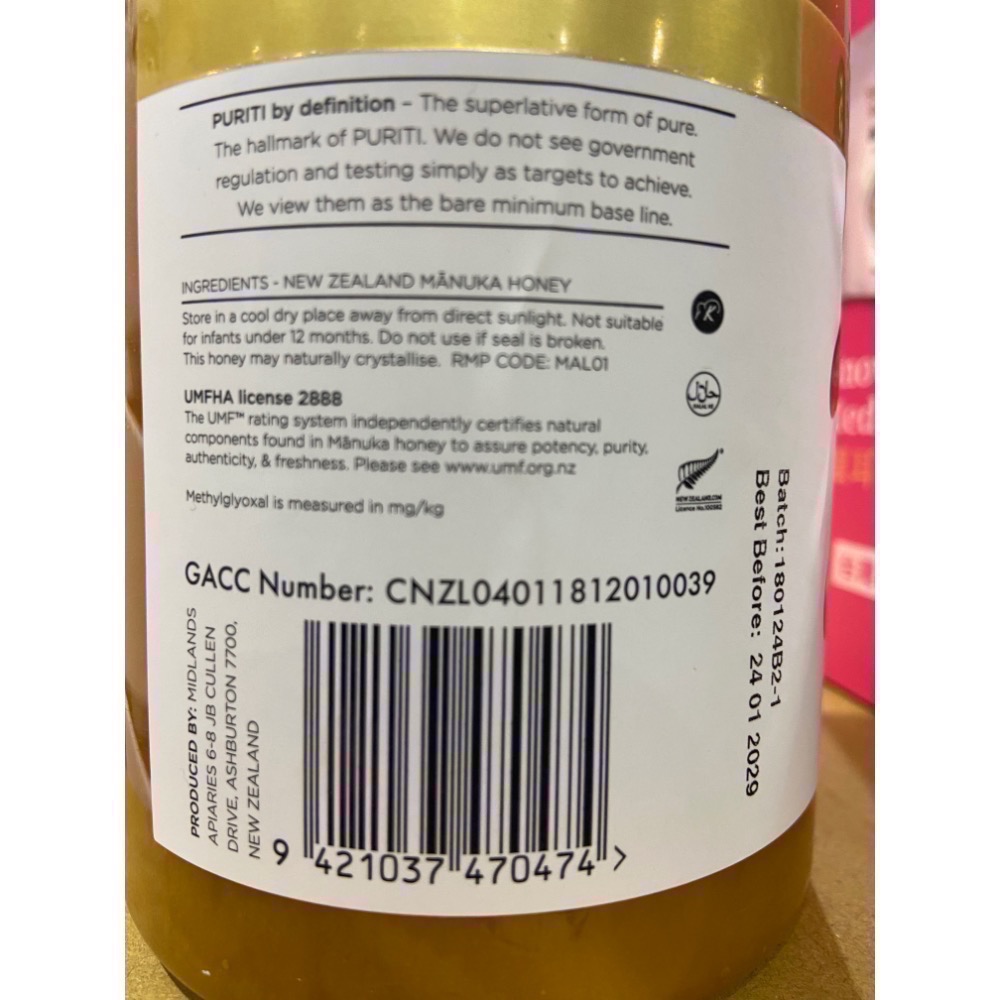 PURITI by definition – The superlative form of pure.
The hallmark of PURITI. We do not see government
regulation and testing simply as targets to achieve.
We view them as the bare minimum base line.
INGREDIENTS - NEW ZEALAND MĀNUKA HONEY
Store in a cool dry place away from direct sunlight. Not suitable
for infants under 12 months. Do not use if seal is broken.
This honey may naturally crystallise. RMP CODE: MAL01
UMFHA license 2888
The UMF™ rating system independently certifies natural
components found in Mānuka honey to assure potency, purity,
authenticity, & freshness. Please see www.umf.org.nz
Methylglyoxal is measured in mg/kg
K
حلال
NEWZEALAND.COM
GACC Number: CNZL04011812010039
PRODUCED BY: MIDLANDS
APIARIES 6-8 JB CULLEN
DRIVE, ASHBURTON 7700,
NEW ZEALAND
9 421037 470474 >
Batch:180124B2-1
Best Before: 24 01 2029